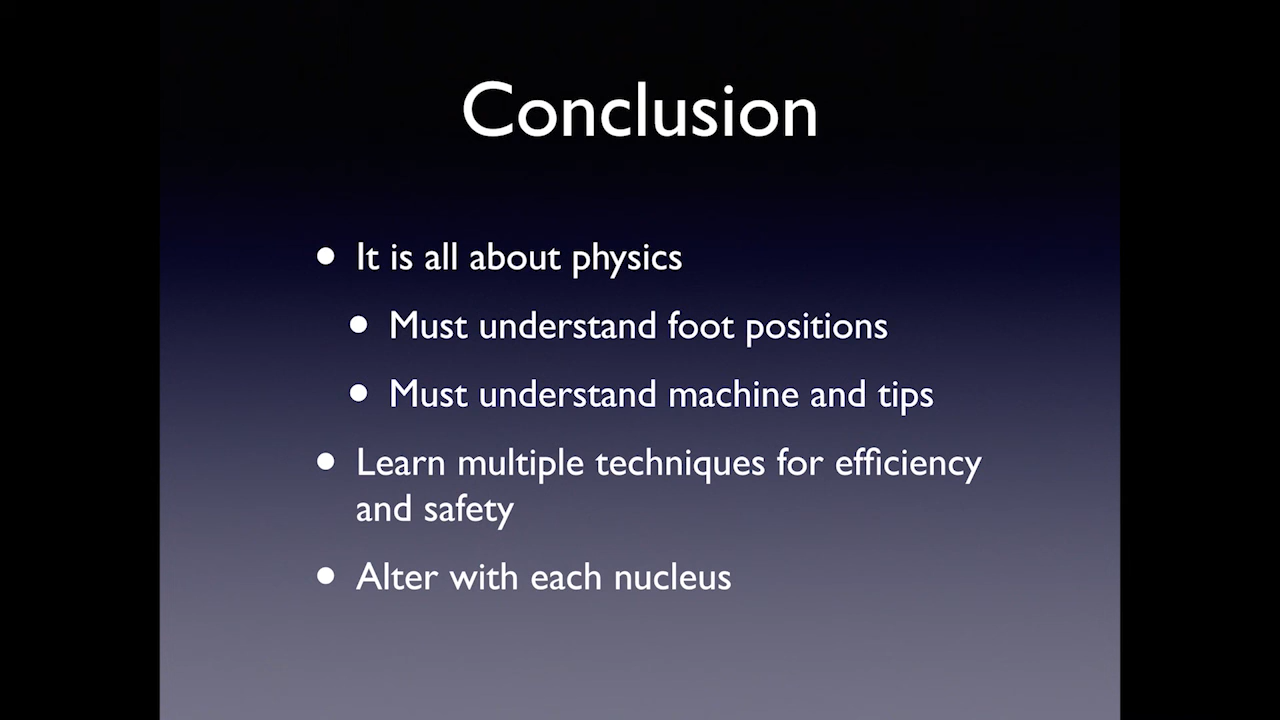 Conclusion
• It is all about physics
• Must understand foot positions
• Must understand machine and tips
• Learn multiple techniques for efficiency
and safety
• Alter with each nucleus